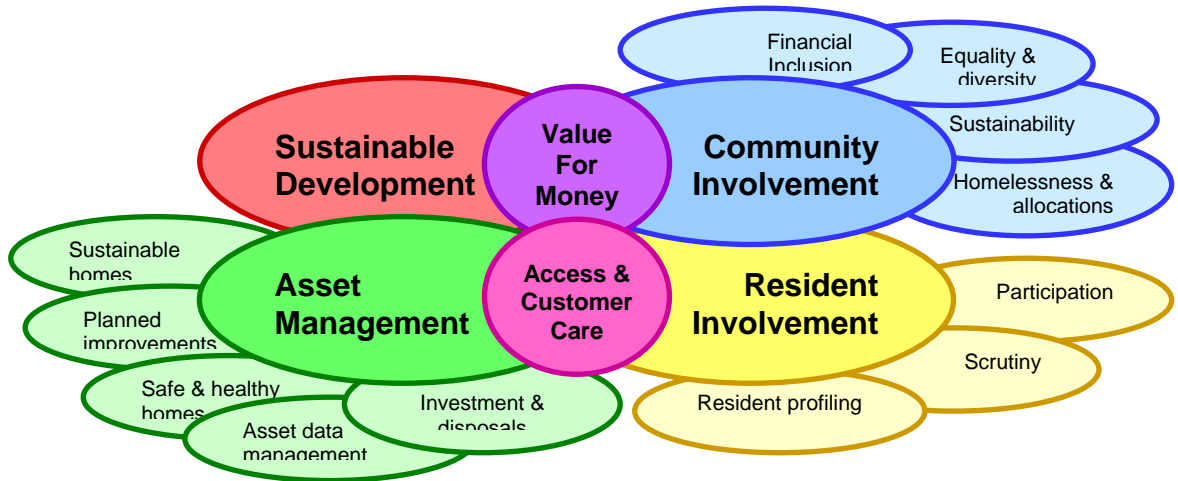 Financial
Inclusion
Equality &
diversity
Sustainability
Homelessness &
allocations
Sustainable
Development
Value
For
Money
Community
Involvement
Sustainable
homes
Planned
improvements
Safe & healthy
homes
Asset data
management
Investment &
disposals
Asset
Management
Access &
Customer
Care
Resident
Involvement
Participation
Scrutiny
Resident profiling